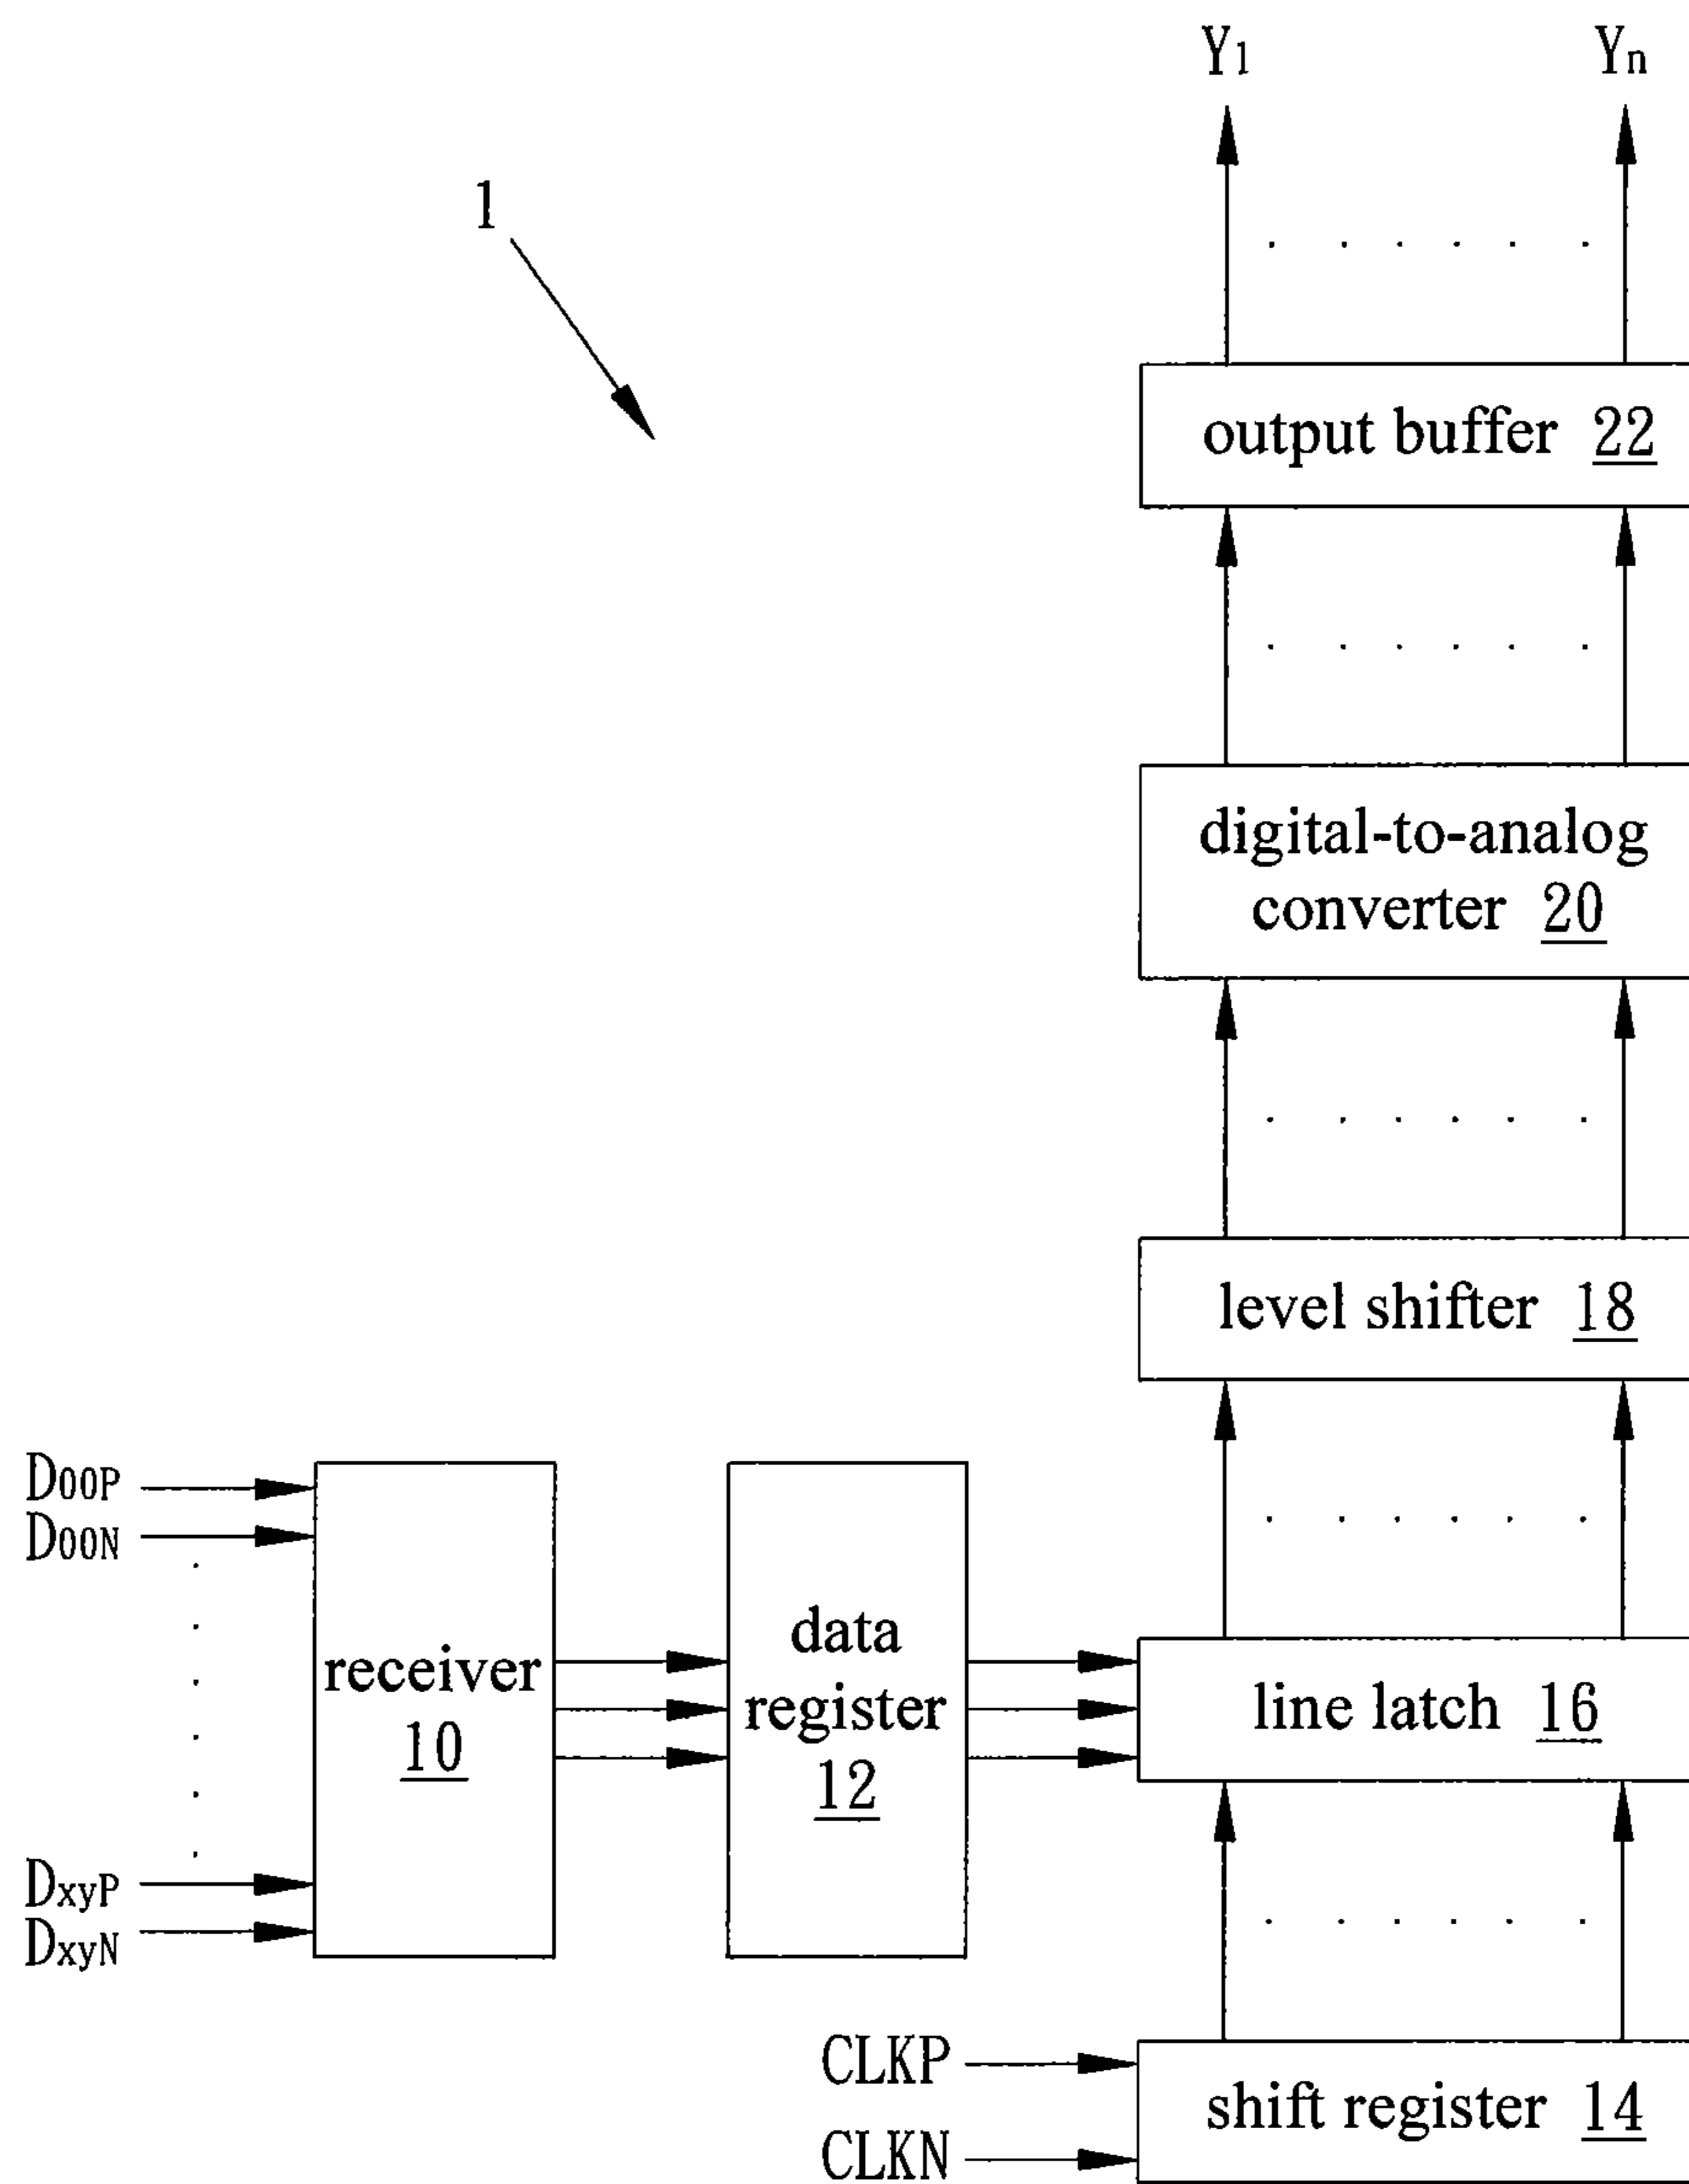 Y1 Yn
1
output buffer 22
digital-to-analog
converter 20
level shifter 18
D00P
D00N
DxyP
DxyN
receiver
10
data
register
12
line latch 16
CLKP
CLKN
shift register 14